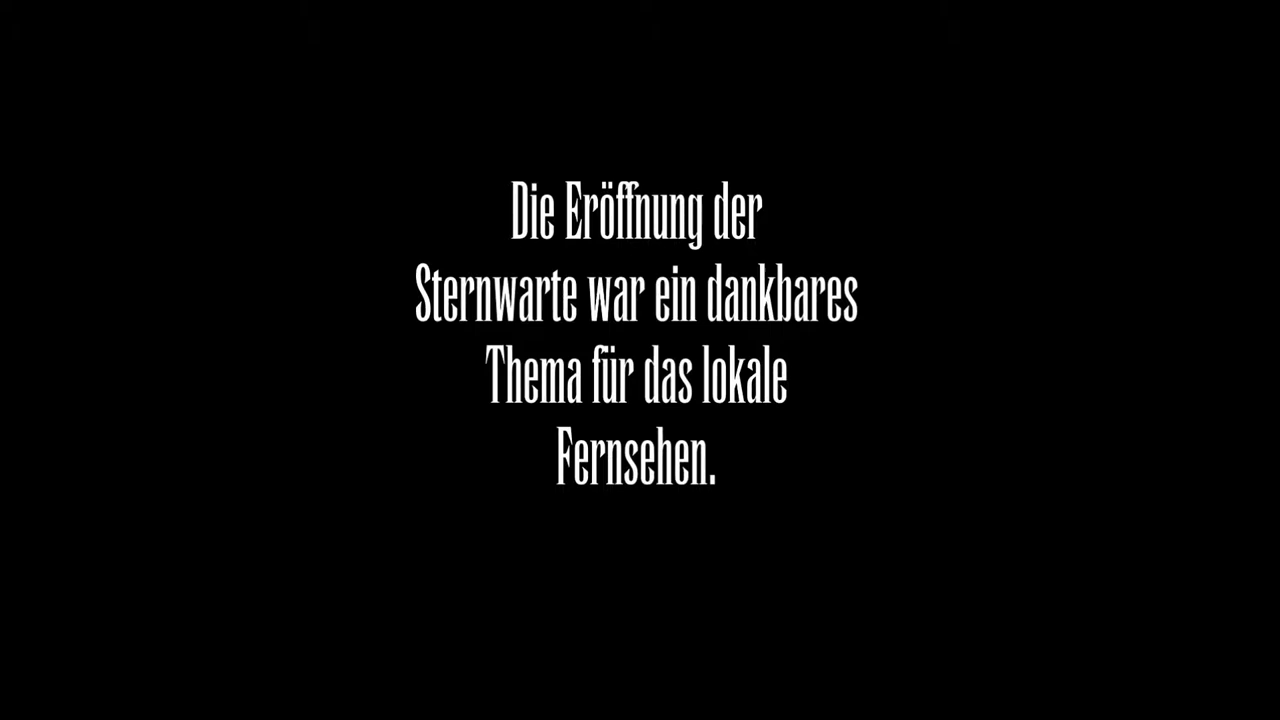 Die Eröffnung der
Sternwarte war ein dankbares
Thema für das lokale
Fernsehen.